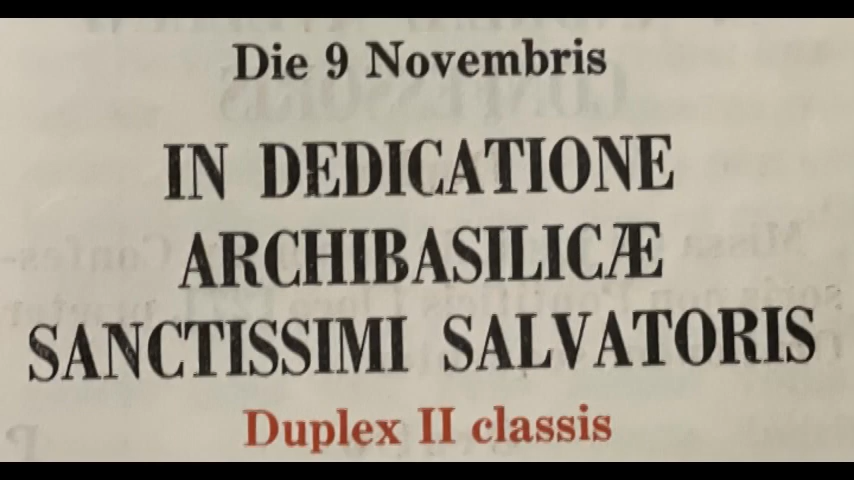 Die 9 Novembris
IN DEDICATIONE
ARCHIBASILICÆ
SANCTISSIMI SALVATORIS
Duplex II classis